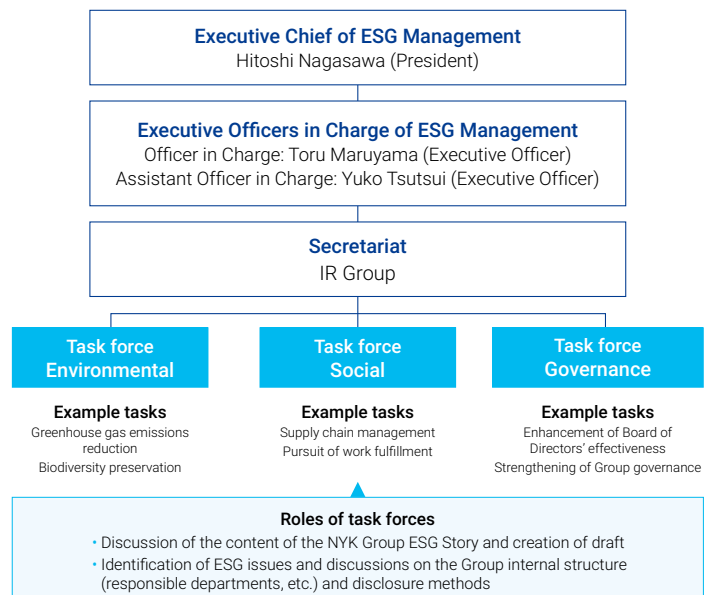 Executive Chief of ESG Management
Hitoshi Nagasawa (President)
Executive Officers in Charge of ESG Management
Officer in Charge: Toru Maruyama (Executive Officer)
Assistant Officer in Charge: Yuko Tsutsui (Executive Officer)
Secretariat
IR Group
Task force
Environmental
Example tasks
Greenhouse gas emissions
reduction
Biodiversity preservation
Task force
Social
Example tasks
Supply chain management
Pursuit of work fulfillment
Task force
Governance
Example tasks
Enhancement of Board of
Directors’ effectiveness
Strengthening of Group governance
Roles of task forces
・Discussion of the content of the NYK Group ESG Story and creation of draft
・Identification of ESG issues and discussions on the Group internal structure
(responsible departments, etc.) and disclosure methods